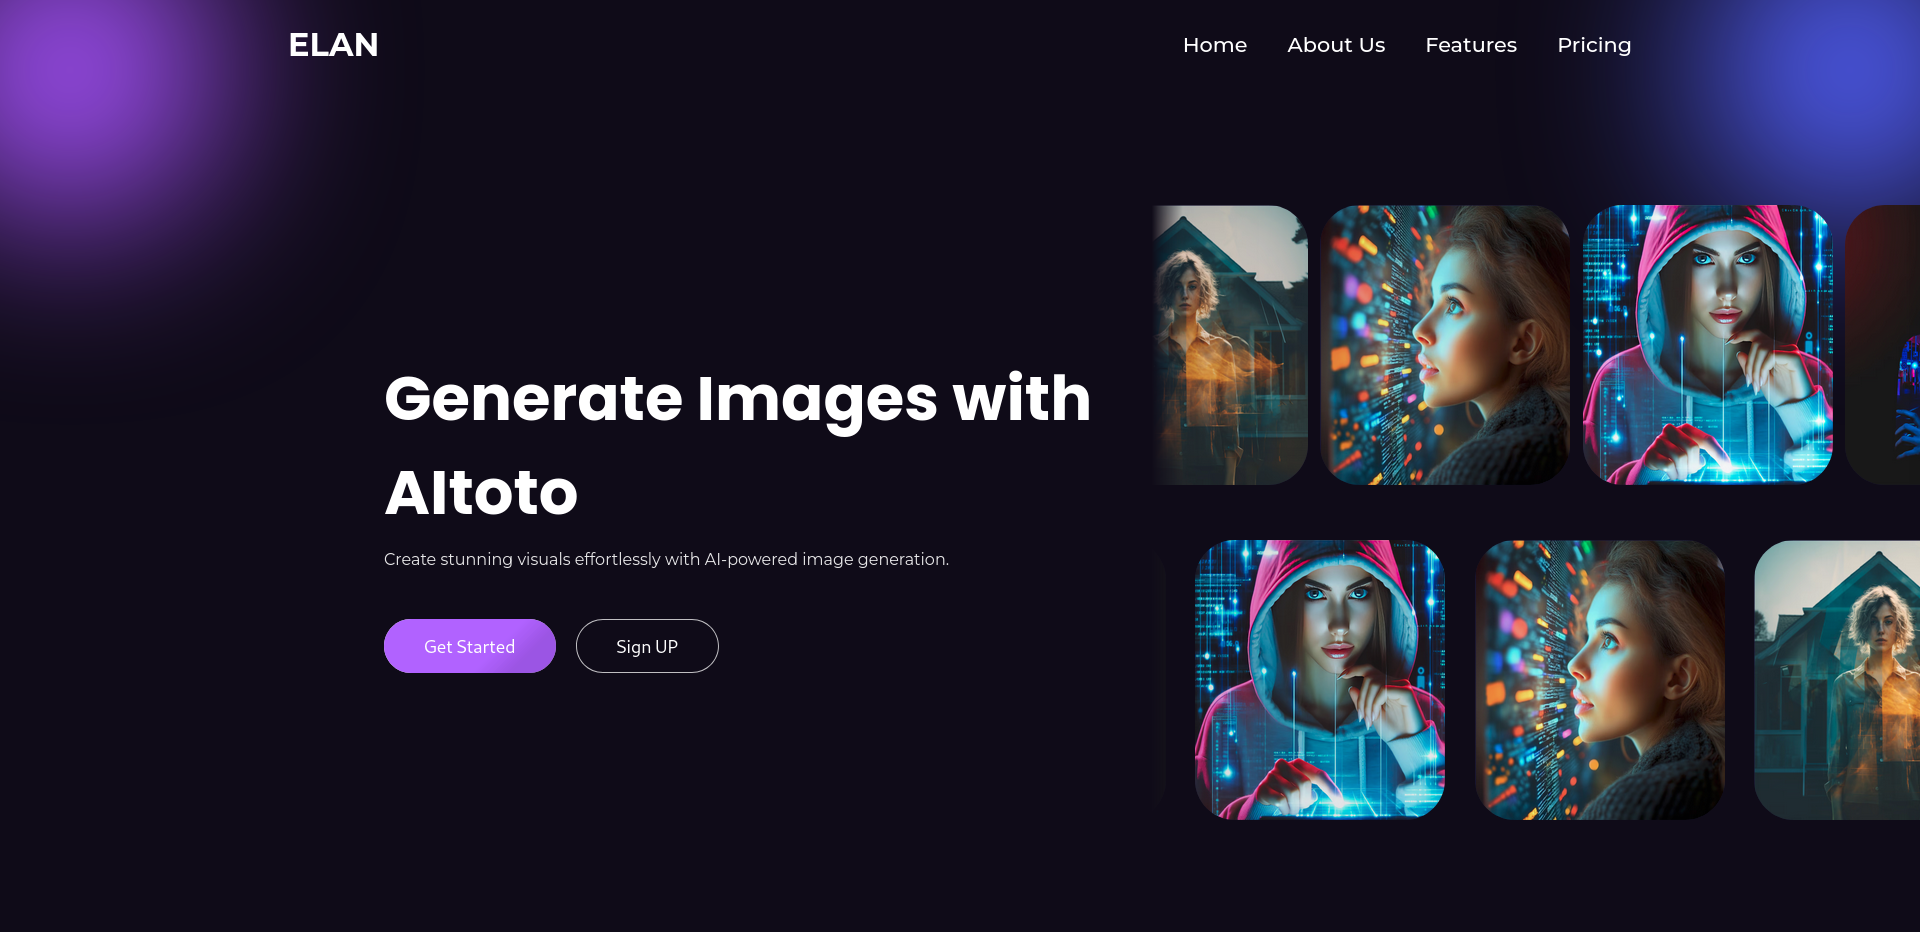 ELAN
Home About Us Features Pricing
Generate Images with
AItoto
Create stunning visuals effortlessly with AI-powered image generation.
Get Started Sign UP